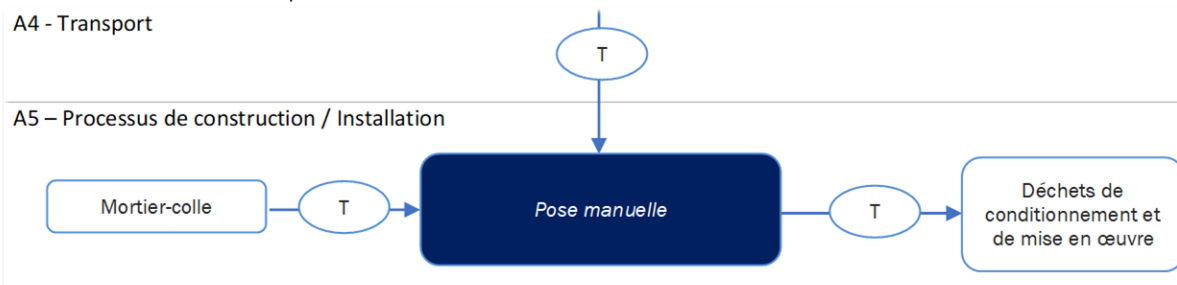 A4 - Transport
T
A5 – Processus de construction / Installation
Mortier-colle
T
Pose manuelle
T
Déchets de
conditionnement et
de mise en œuvre